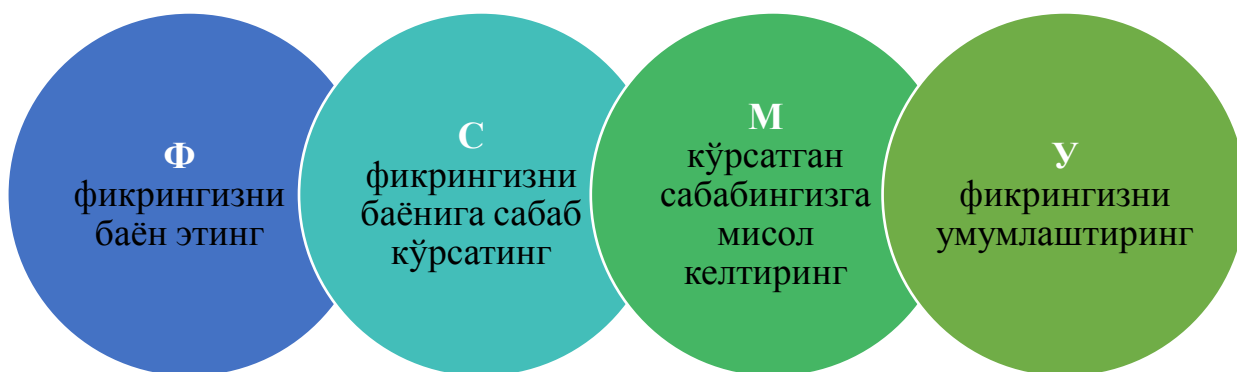 Ф
фикрингизни
баён этинг
С
фикрингизни
баёнига сабаб
кўрсатинг
М
кўрсатган
сабабингизга
мисол
келтиринг
У
фикрингизни
умумлаштиринг